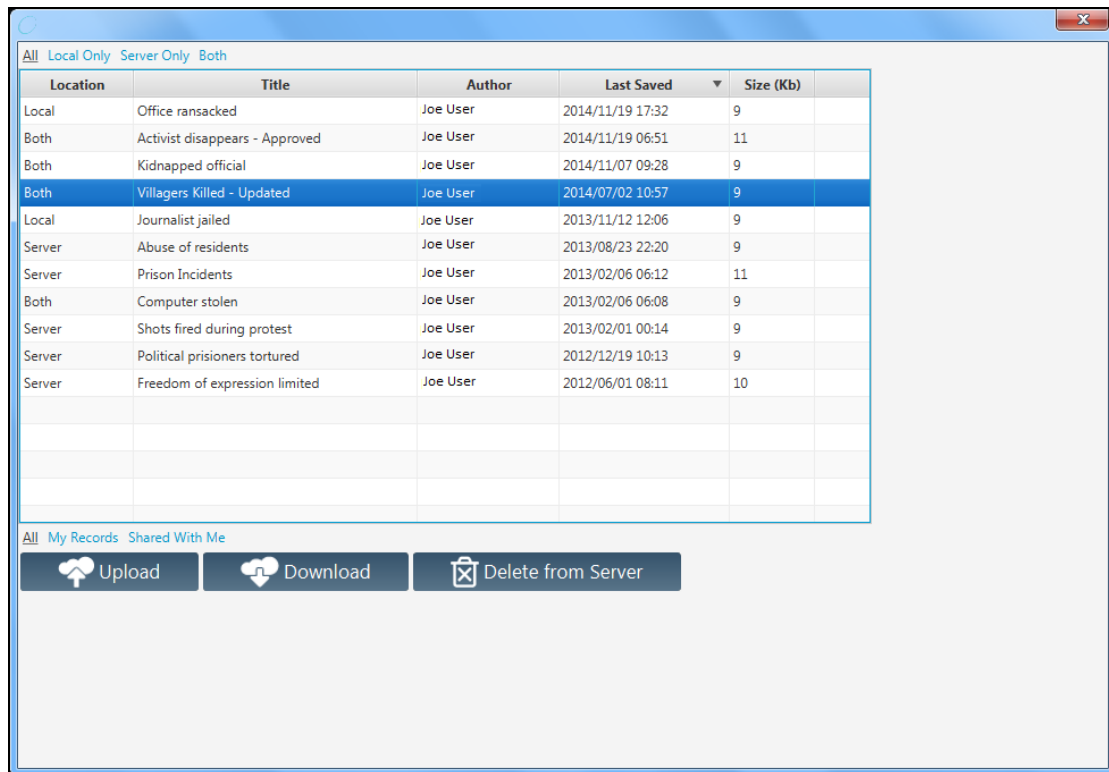 x
All Local Only Server Only Both
Location Title Author Last Saved ▼ Size (Kb)
Local Office ransacked Joe User 2014/11/19 17:32 9
Both Activist disappears - Approved Joe User 2014/11/19 06:51 11
Both Kidnapped official Joe User 2014/11/07 09:28 9
Both Villagers Killed - Updated Joe User 2014/07/02 10:57 9
Local Journalist jailed Joe User 2013/11/12 12:06 9
Server Abuse of residents Joe User 2013/08/23 22:20 9
Server Prison Incidents Joe User 2013/02/06 06:12 11
Both Computer stolen Joe User 2013/02/06 06:08 9
Server Shots fired during protest Joe User 2013/02/01 00:14 9
Server Political prisioners tortured Joe User 2012/12/19 10:13 9
Server Freedom of expression limited Joe User 2012/06/01 08:11 10
All My Records Shared With Me
Upload Download Delete from Server